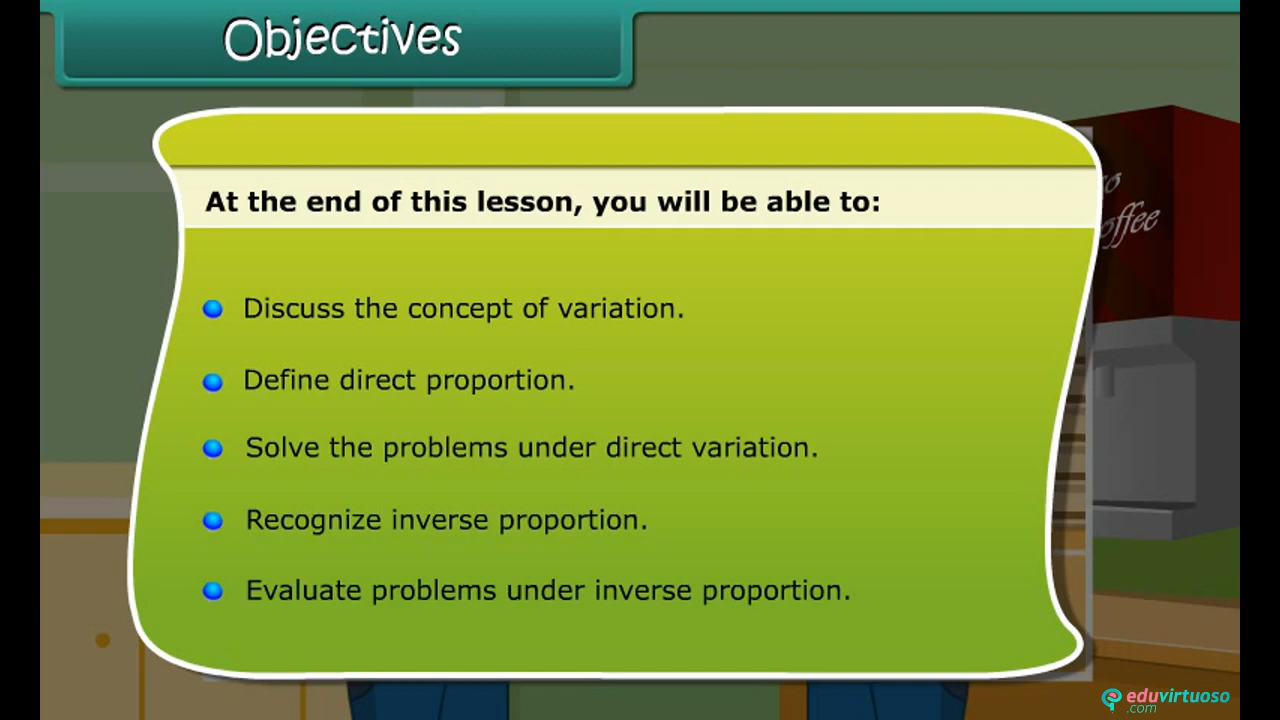 Objectives
At the end of this lesson, you will be able to:
Discuss the concept of variation.
Define direct proportion.
Solve the problems under direct variation.
Recognize inverse proportion.
Evaluate problems under inverse proportion.
eduvirtuoso
.com